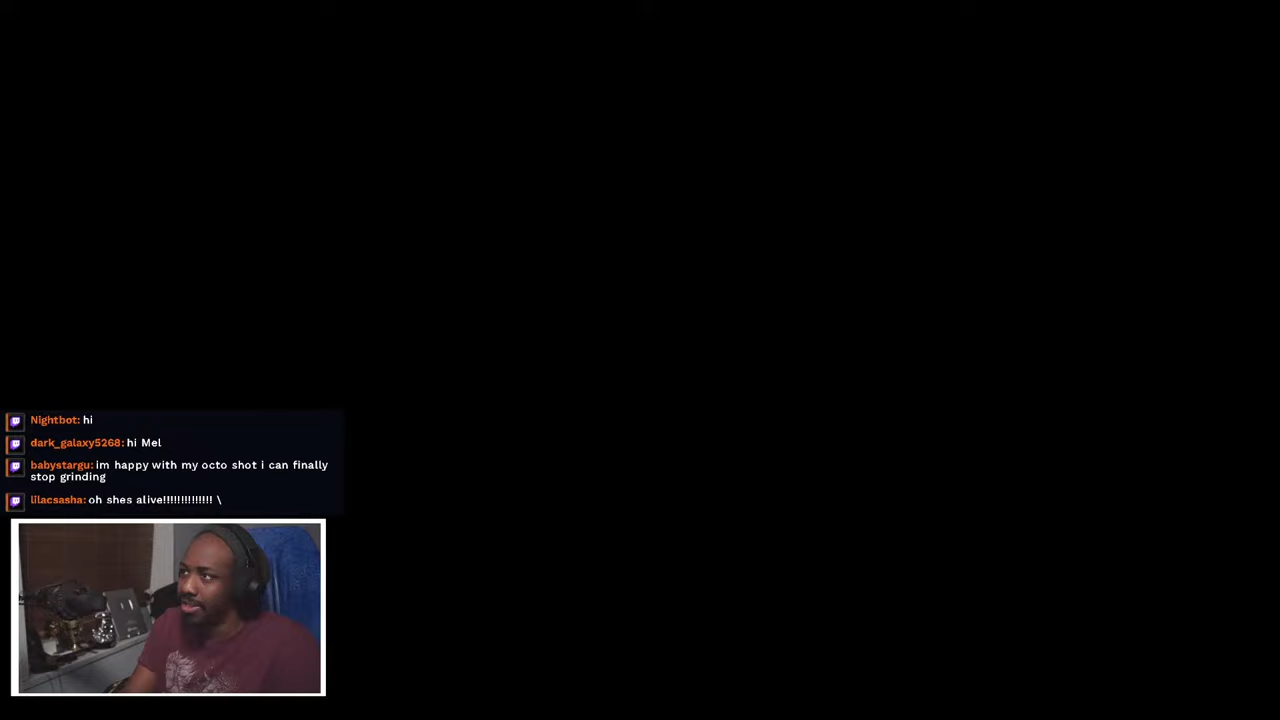 Nightbot: hi
dark_galaxy5268: hi Mel
babystargu: im happy with my octo shot i can finally
stop grinding
lilacsasha: oh shes alive!!!!!!!!!!!!!! \